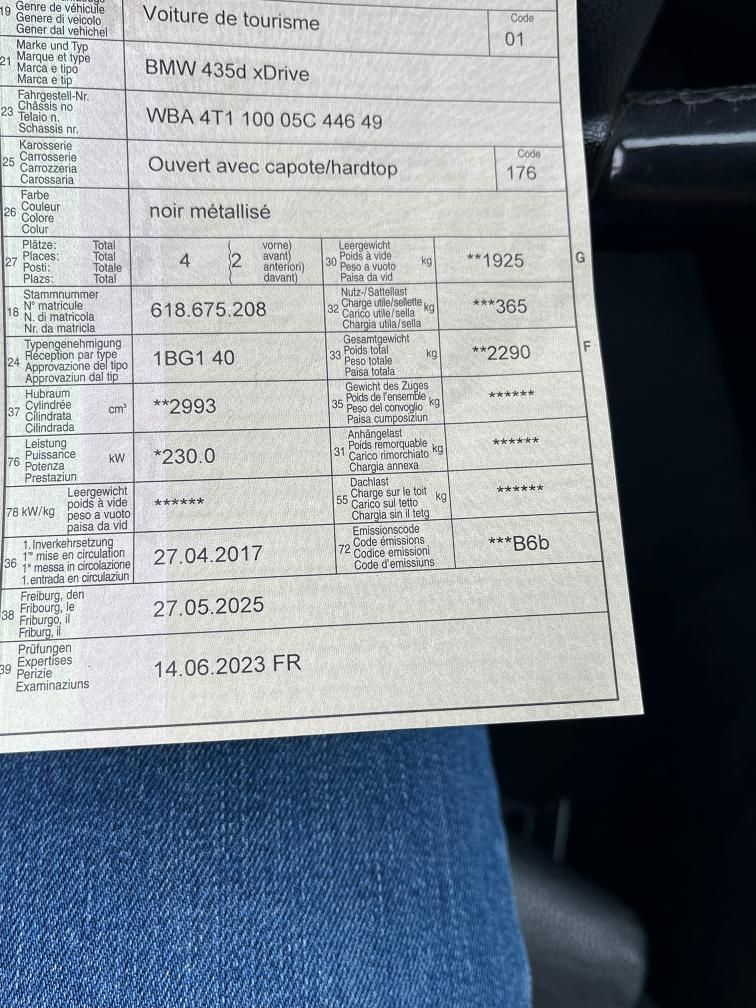 19 Genre de véhicule
Genere di veicolo
Gener dal vehichel
Voiture de tourisme
Code
01
21 Marke und Typ
Marque et type
Marca e tipo
Marca e tip
BMW 435d xDrive
23 Fahrgestell-Nr.
Châssis no
Telaio n.
Schassis nr.
WBA 4T1 100 05C 446 49
25 Karosserie
Carrosserie
Carrozzeria
Carossaria
Ouvert avec capote/hardtop
Code
176
26 Farbe
Couleur
Colore
Colur
noir métallisé
27 Plätze: Total
Places: Total
Posti: Totale
Plazs: Total
4 (2 vorne)
avant)
anteriori)
davant)
30 Leergewicht
Poids à vide kg
Peso a vuoto
Paisa da vid
**1925
G
18 Stammnummer
N° matricule
N. di matricola
Nr. da matricla
618.675.208
32 Nutz-/Sattellast
Charge utile/sellette kg
Carico utile/sella
Chargia utila/sella
***365
24 Typengenehmigung
Réception par type
Approvazione del tipo
Approvaziun dal tip
1BG1 40
33 Gesamtgewicht
Poids total kg
Peso totale
Paisa totala
**2290
F
37 Hubraum
Cylindrée cm³
Cilindrata
Cilindrada
**2993
35 Gewicht des Zuges
Poids de l'ensemble kg
Peso del convoglio
Paisa cumposiziun
******
76 Leistung
Puissance kW
Potenza
Prestaziun
*230.0
31 Anhängelast
Poids remorquable kg
Carico rimorchiato
Chargia annexa
******
78 kW/kg Leergewicht
poids à vide
peso a vuoto
paisa da vid
******
55 Dachlast
Charge sur le toit kg
Carico sul tetto
Chargia sin il tetg
******
36 1. Inverkehrsetzung
1re mise en circulation
1a messa in circolazione
1. entrada en circulaziun
27.04.2017
72 Emissionscode
Code émissions
Codice emissioni
Code d'emissiuns
***B6b
38 Freiburg, den
Fribourg, le
Friburgo, il
Friburg, il
27.05.2025
39 Prüfungen
Expertises
Perizie
Examinaziuns
14.06.2023 FR